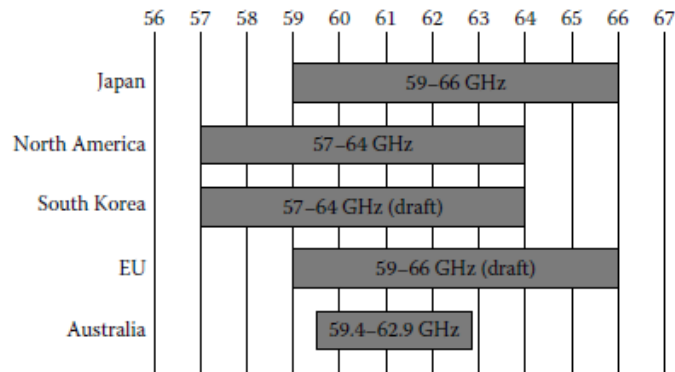 56 57 58 59 60 61 62 63 64 65 66 67
Japan 59–66 GHz
North America 57–64 GHz
South Korea 57–64 GHz (draft)
EU 59–66 GHz (draft)
Australia 59.4–62.9 GHz